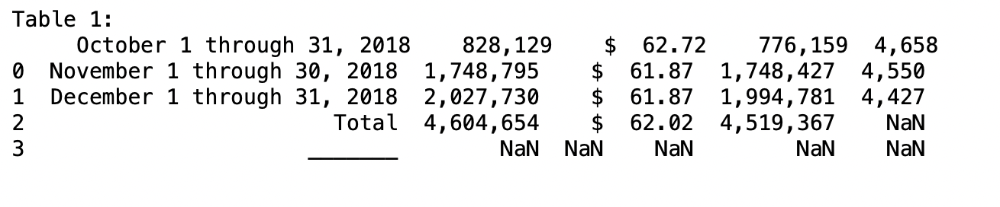 Table 1:
October 1 through 31, 2018 828,129 $ 62.72 776,159 4,658
0 November 1 through 30, 2018 1,748,795 $ 61.87 1,748,427 4,550
1 December 1 through 31, 2018 2,027,730 $ 61.87 1,994,781 4,427
2 Total 4,604,654 $ 62.02 4,519,367 NaN
3 _______ NaN NaN NaN NaN NaN